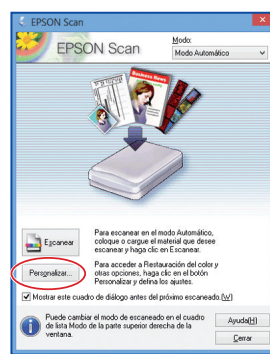 EPSON Scan
EPSON Scan
Modo:
Modo Automático
Business News
Escanear
Para escanear en el modo Automático,
coloque o cargue el material que desee
escanear y haga clic en Escanear.
Personalizar...
Para acceder a Restauración del color y
otras opciones, haga clic en el botón
Personalizar y defina los ajustes.
Mostrar este cuadro de diálogo antes del próximo escaneado.(W)
Puede cambiar el modo de escaneado en el cuadro
de lista Modo de la parte superior derecha de la
ventana.
Ayuda(H)
Cerrar